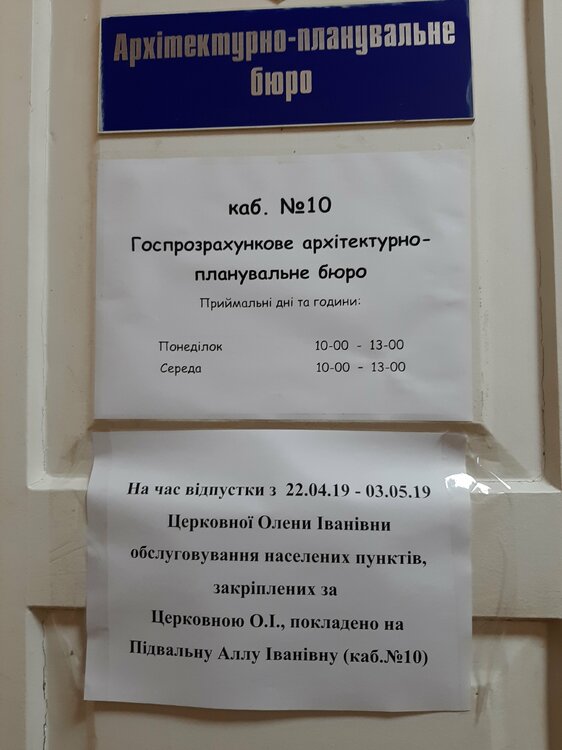 Архітектурно-планувальне
бюро
каб. №10
Госпрозрахункове архітектурно-
планувальне бюро
Приймальні дні та години:
Понеділок 10-00 - 13-00
Середа 10-00 - 13-00
На час відпустки з 22.04.19 - 03.05.19
Церковної Олени Іванівни
обслуговування населених пунктів,
закріплених за
Церковною О.І., покладено на
Підвальну Аллу Іванівну (каб.№10)